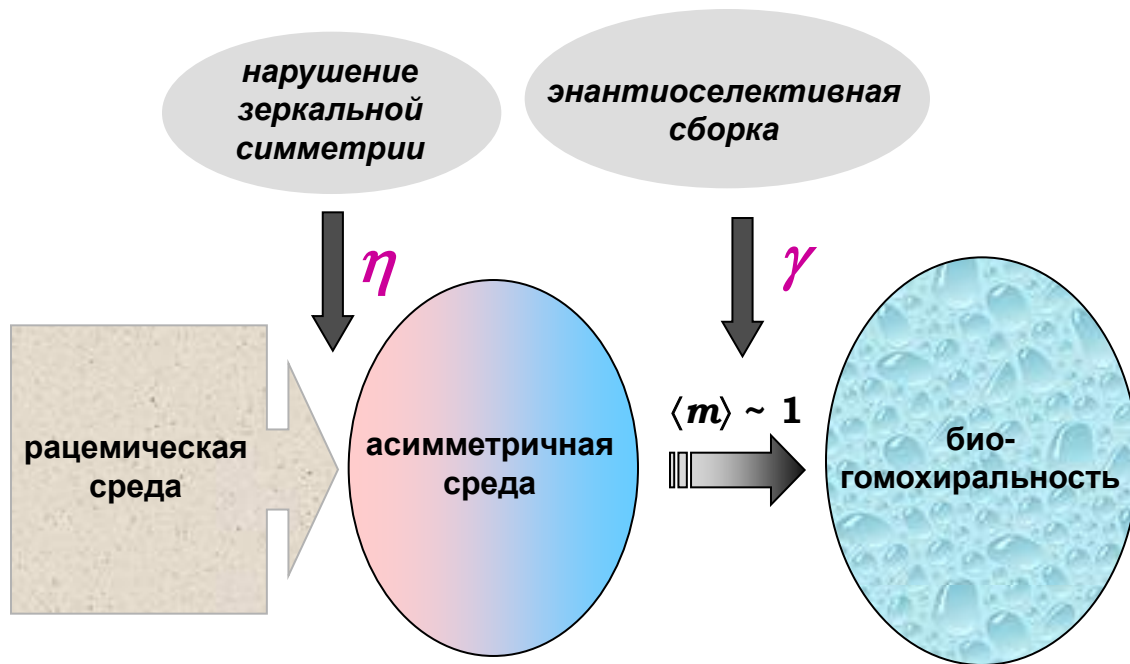 нарушение
зеркальной
симметрии
энантиоселективная
сборка
η
γ
рацемическая
среда
асимметричная
среда
⟨m⟩ ~ 1
био-
гомохиральность